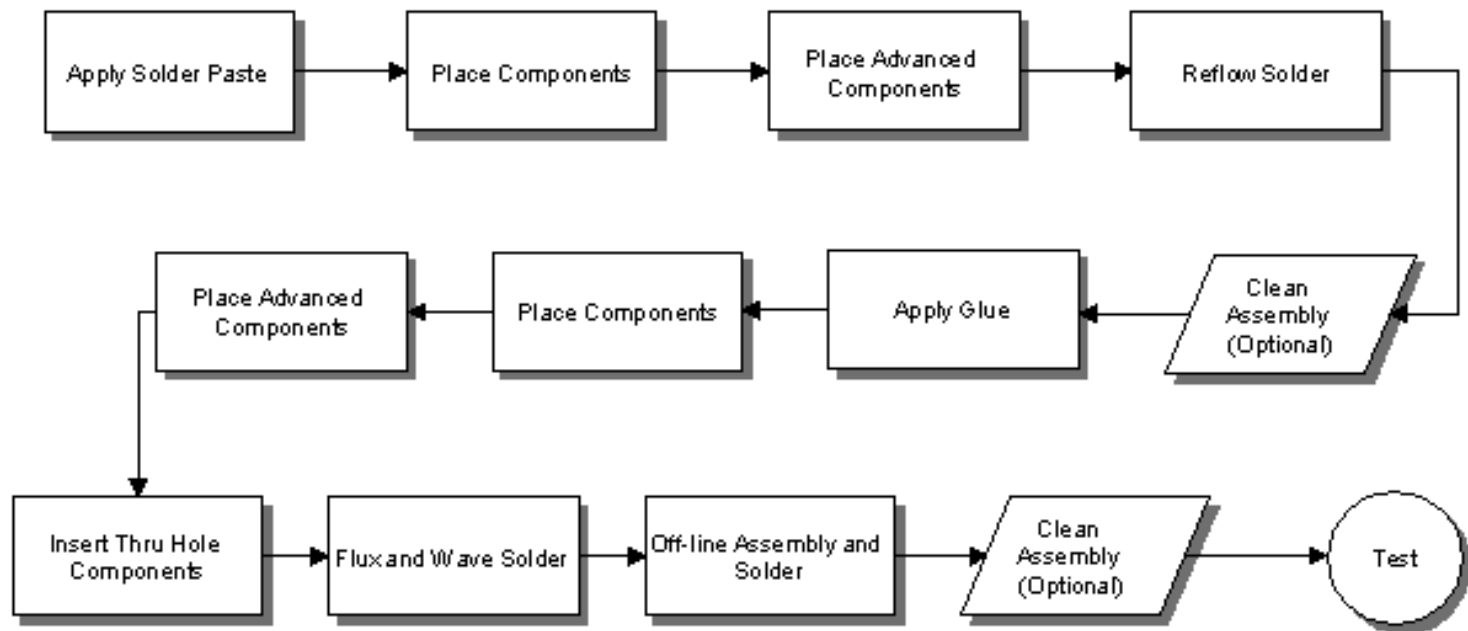 Apply Solder Paste
Place Components
Place Advanced
Components
Reflow Solder
Clean
Assembly
(Optional)
Apply Glue
Place Components
Place Advanced
Components
Insert Thru Hole
Components
Flux and Wave Solder
Off-line Assembly and
Solder
Clean
Assembly
(Optional)
Test